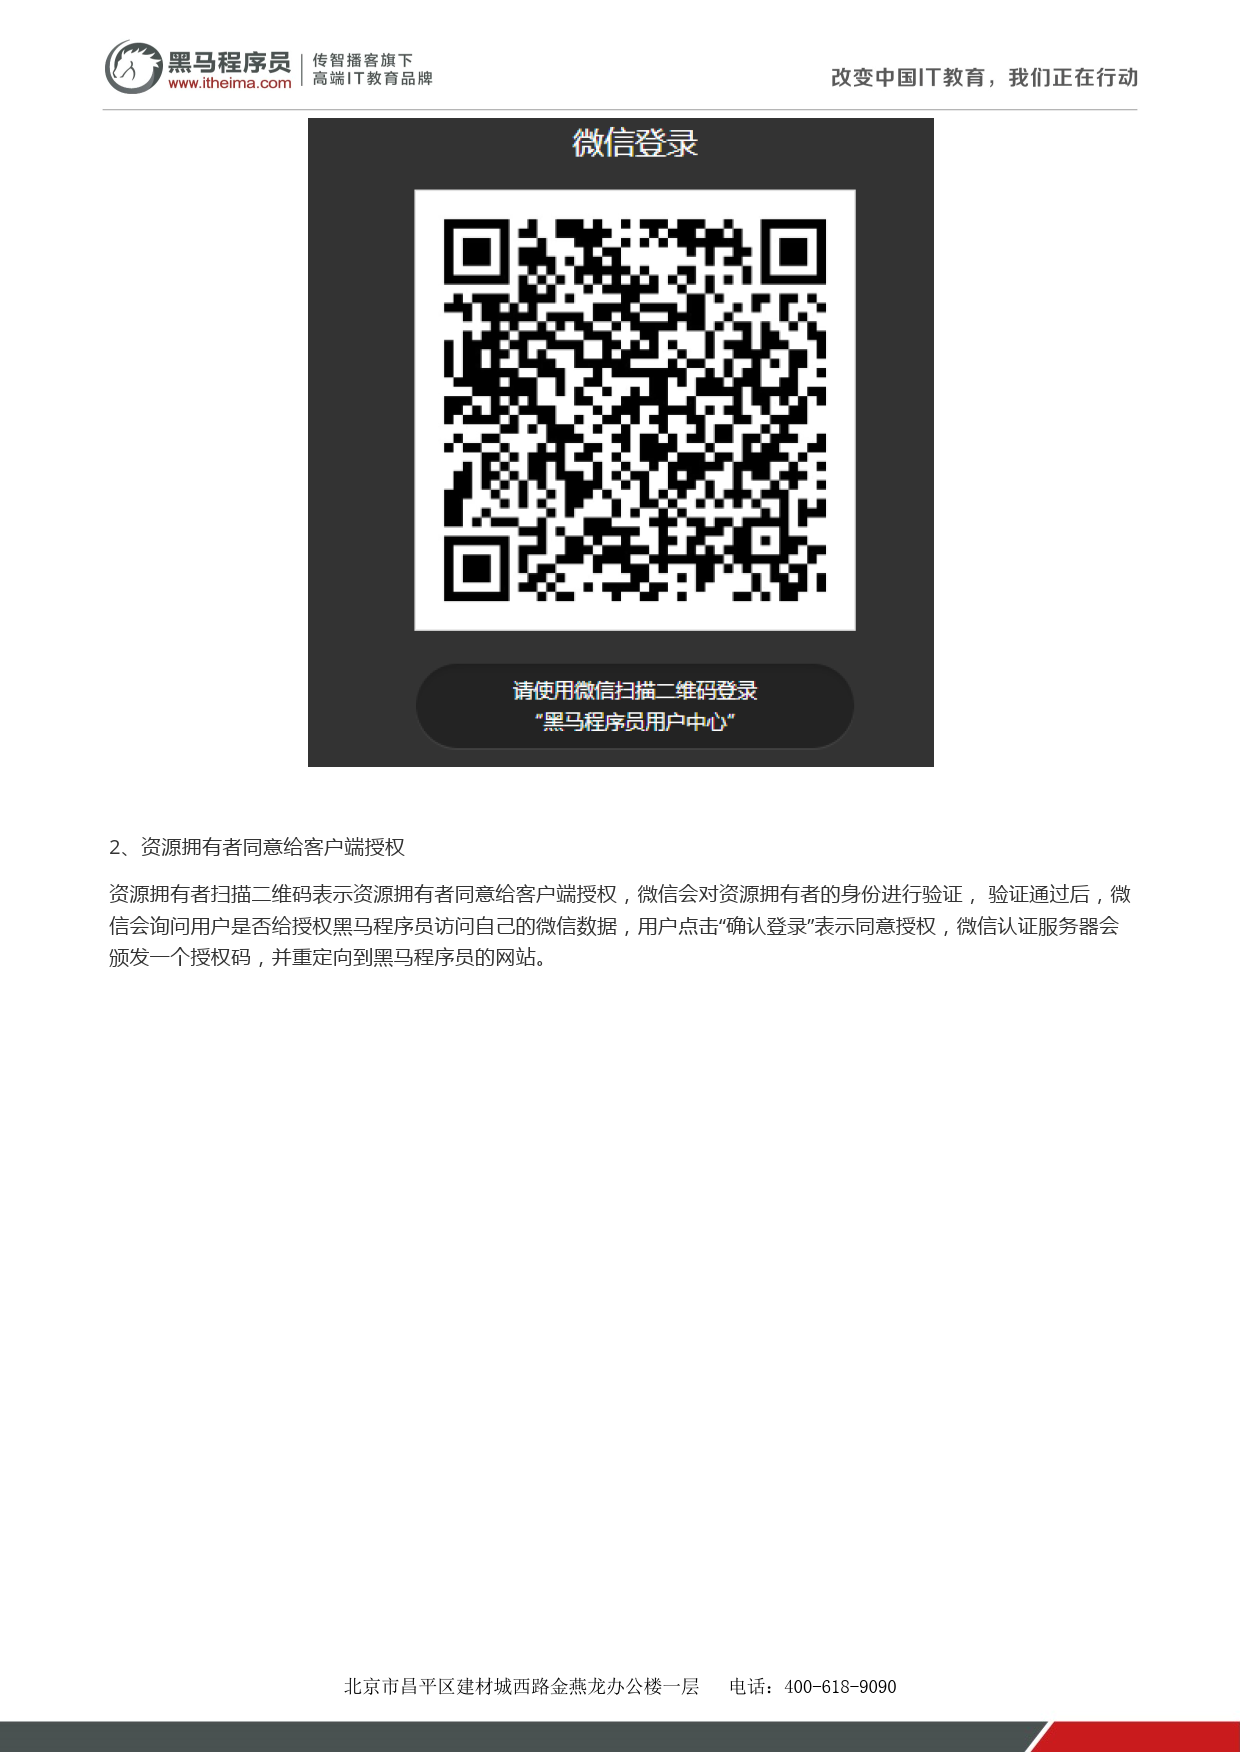 黑马程序员
www.itheima.com
传智播客旗下
高端IT教育品牌
改变中国IT教育，我们正在行动
微信登录
请使用微信扫描二维码登录
“黑马程序员用户中心”
2、资源拥有者同意给客户端授权
资源拥有者扫描二维码表示资源拥有者同意给客户端授权，微信会对资源拥有者的身份进行验证， 验证通过后，微
信会询问用户是否给授权黑马程序员访问自己的微信数据，用户点击“确认登录”表示同意授权，微信认证服务器会
颁发一个授权码，并重定向到黑马程序员的网站。
北京市昌平区建材城西路金燕龙办公楼一层 电话：400-618-9090